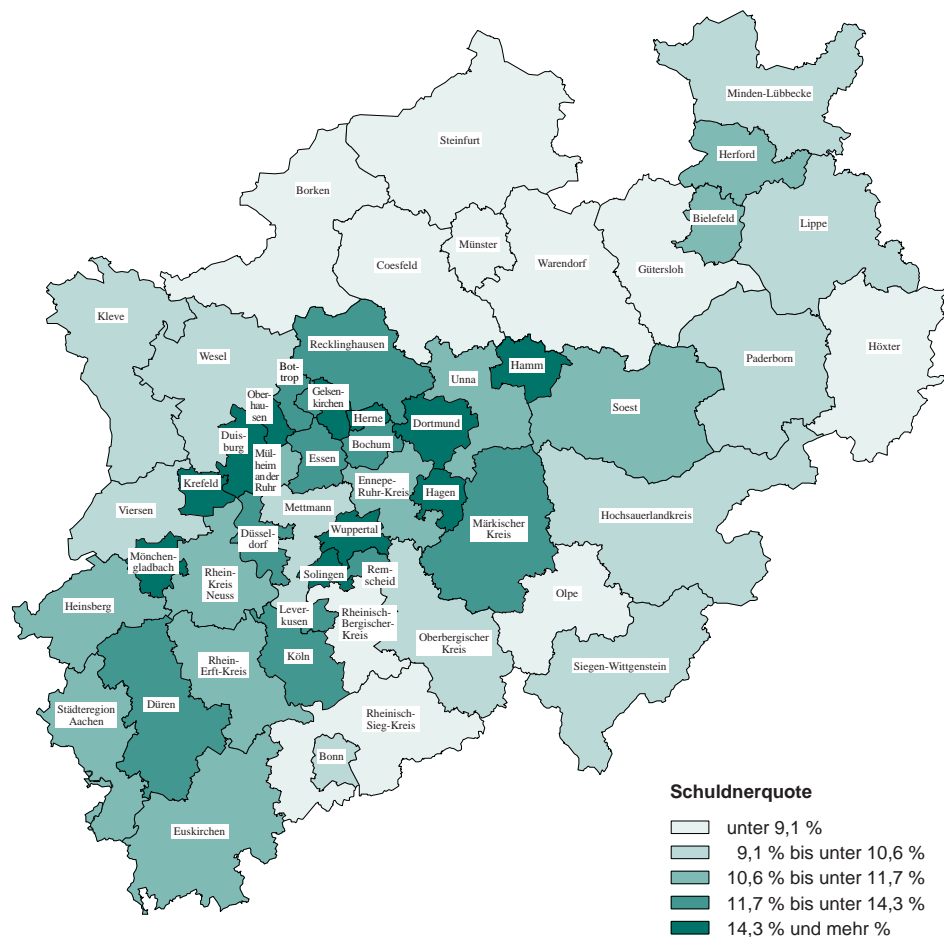 Minden-Lübbecke
Steinfurt
Herford
Borken
Bielefeld
Lippe
Münster
Coesfeld
Warendorf
Gütersloh
Kleve
Höxter
Recklinghausen
Wesel
Paderborn
Bot-
trop
Hamm
Unna
Gelsen-
kirchen
Ober-
hau-
sen
Soest
Herne
Dortmund
Duis-
burg
Bochum
Essen
Mül-
heim
an der
Ruhr
Krefeld
Ennepe-
Ruhr-Kreis
Hagen
Viersen
Mettmann
Hochsauerlandkreis
Märkischer
Kreis
Wuppertal
Düssel-
dorf
Mönchen-
gladbach
Solingen
Rem-
scheid
Rhein-
Kreis
Neuss
Olpe
Heinsberg
Lever-
kusen
Rheinisch-
Bergischer-
Kreis
Oberbergischer
Kreis
Köln
Rhein-
Erft-Kreis
Siegen-Wittgenstein
Städteregion
Aachen
Düren
Rheinisch-
Sieg-Kreis
Bonn
Euskirchen
Schuldnerquote
unter 9,1 %
9,1 % bis unter 10,6 %
10,6 % bis unter 11,7 %
11,7 % bis unter 14,3 %
14,3 % und mehr %